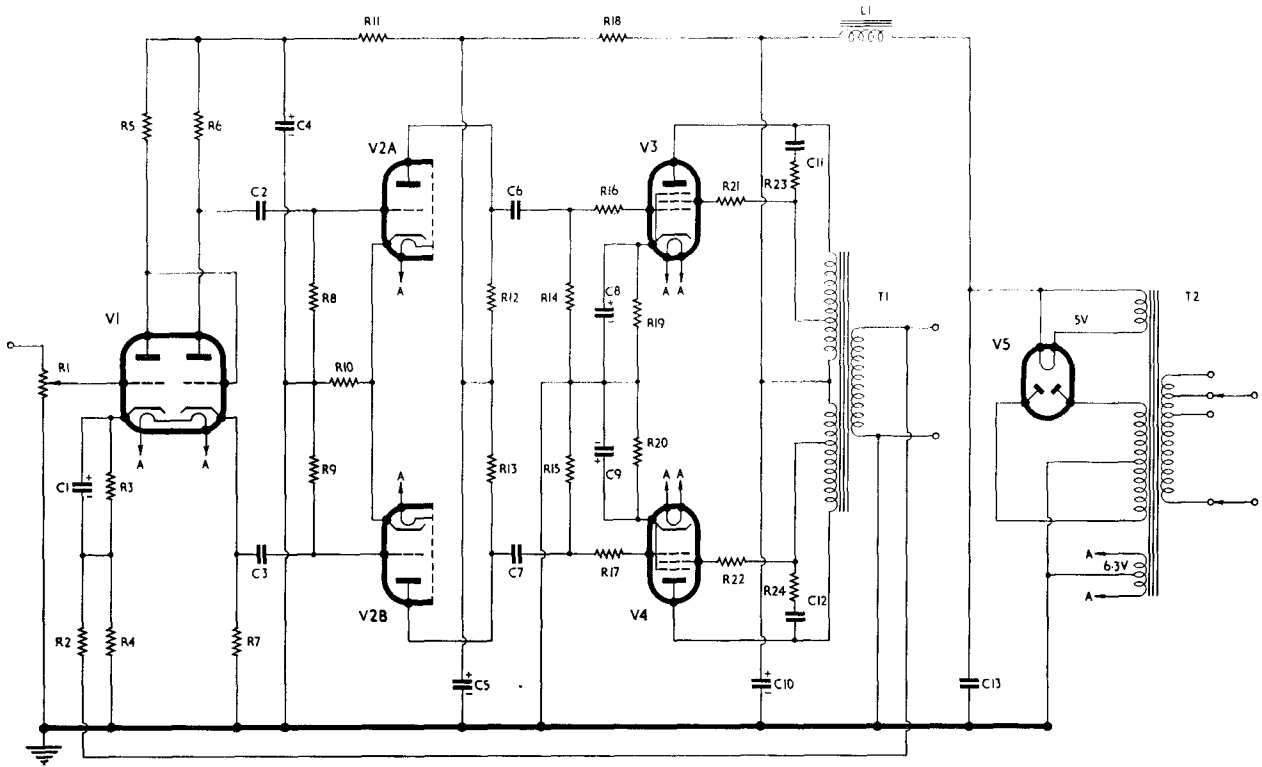 R11
R18
L1
R5
R6
C4
V2A
V3
C11
R23
C2
C6
R16
R21
R8
R12
R14
C8
R19
T1
5V
T2
V1
V5
R1
R10
R3
C1
R9
R13
R15
C9
R20
C3
C7
R17
R22
R24
C12
V2B
V4
R2
R4
R7
C5
C10
C13
A
A
A
A
A
A
A
A
A
6·3V
A